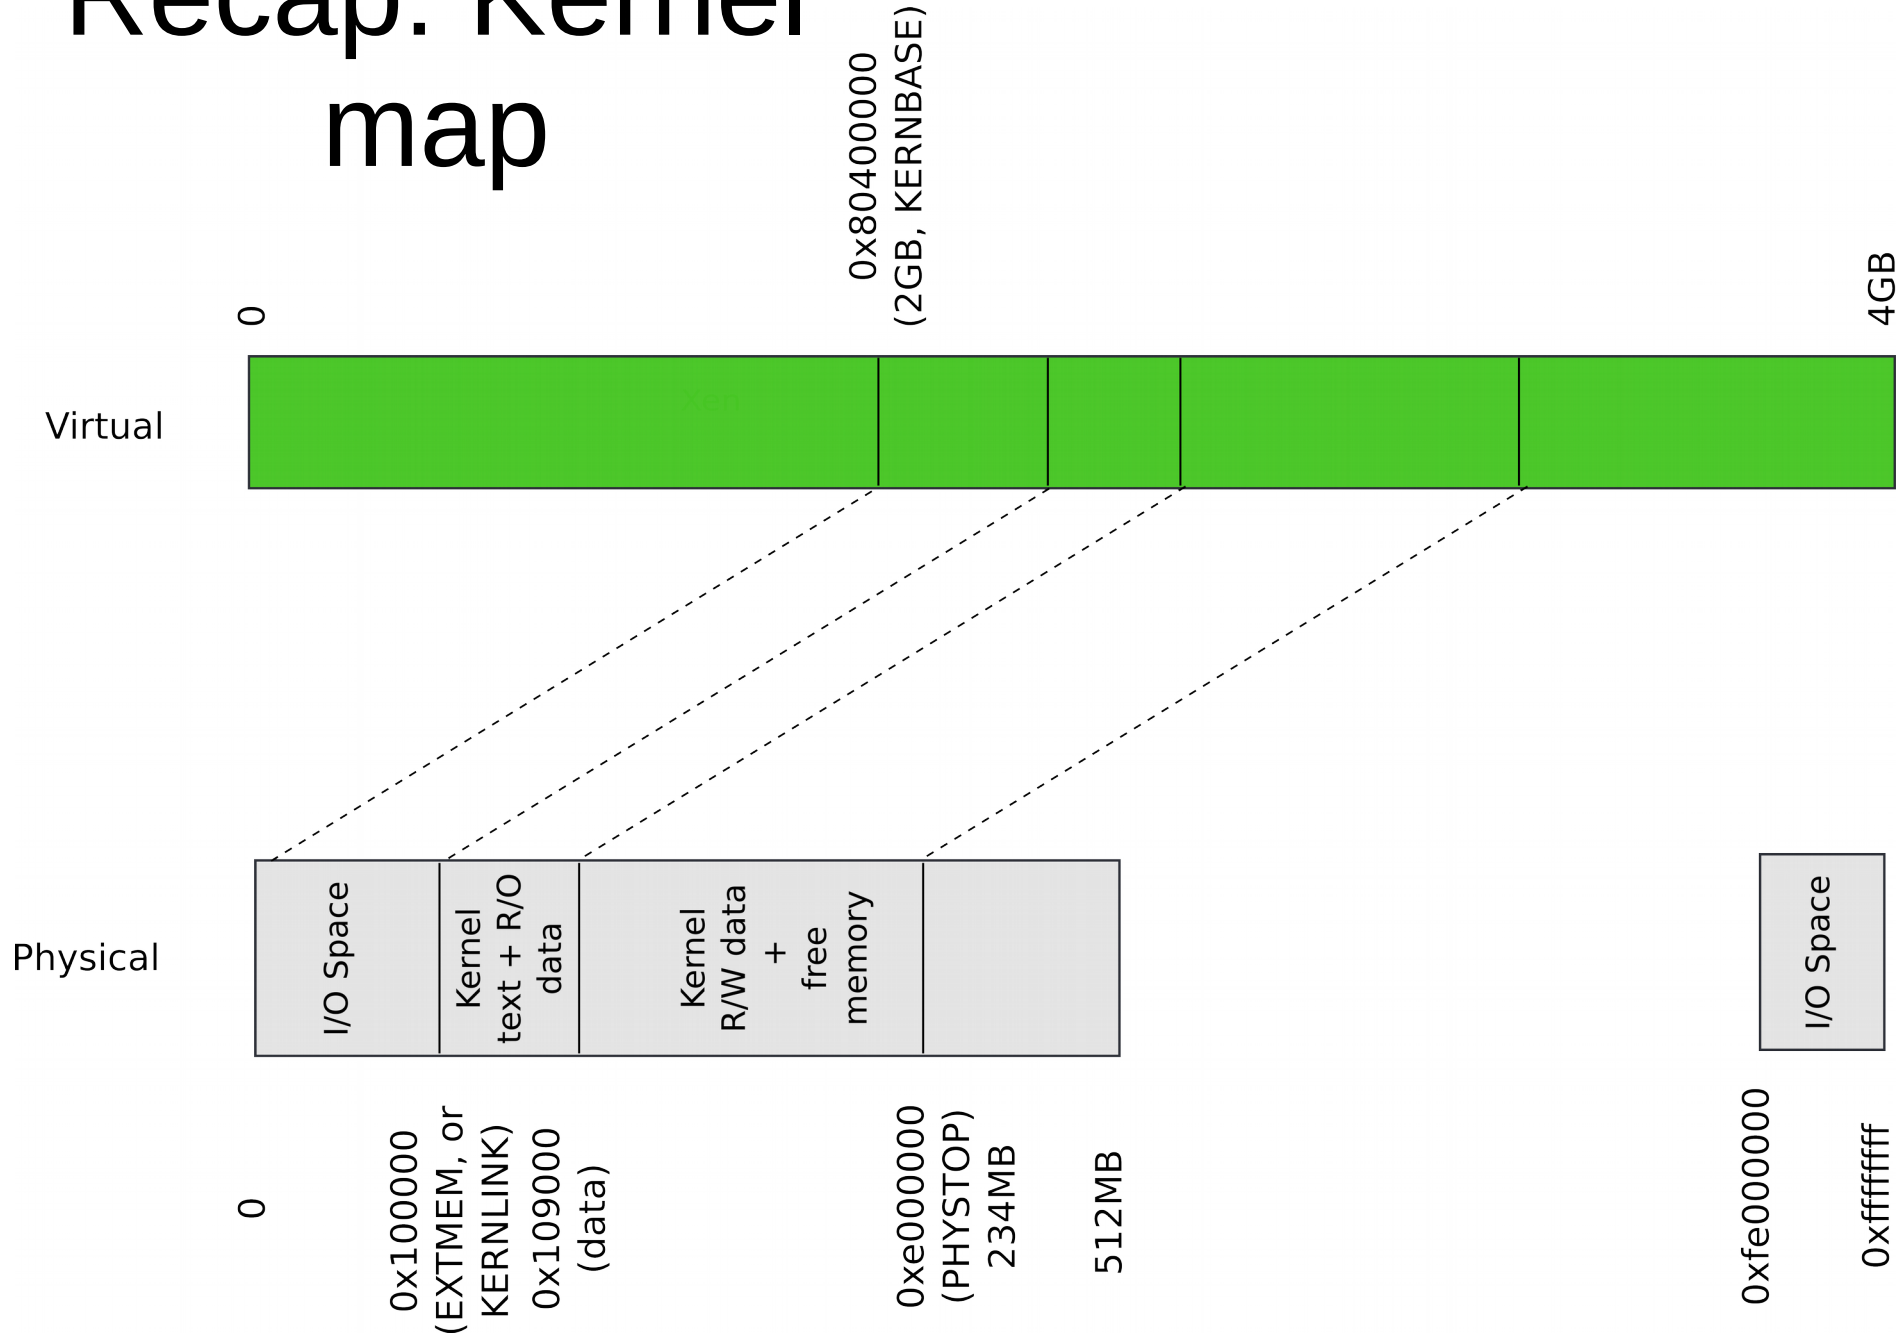 Recap: Kernel
map
0x80400000
(2GB, KERNBASE)
0
4GB
Virtual
Physical
I/O Space
Kernel
text + R/O
data
Kernel
R/W data
+
free
memory
I/O Space
0
0x100000
(EXTMEM, or
KERNLINK)
0x109000
(data)
0xe000000
(PHYSTOP)
234MB
512MB
0xfe000000
0xffffffff